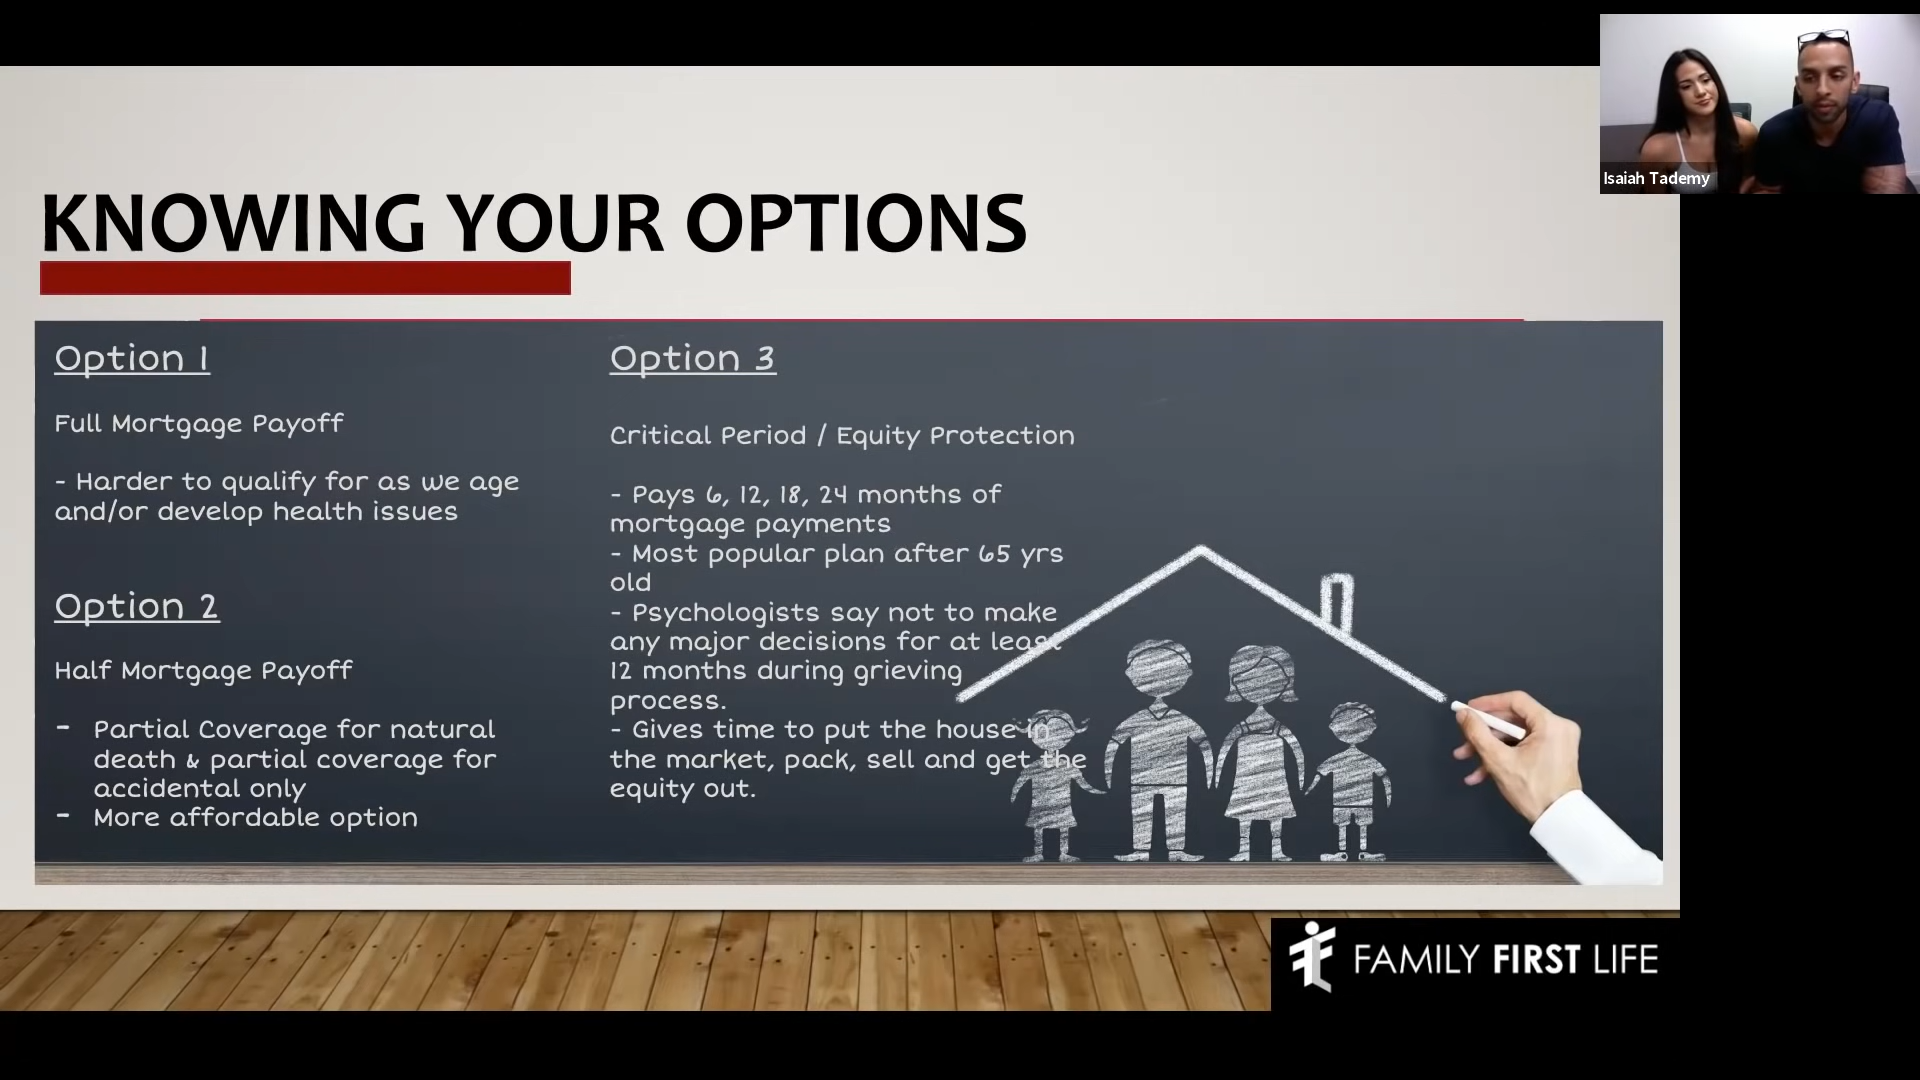 Isaiah Tademy
KNOWING YOUR OPTIONS
Option 1
Full Mortgage Payoff
- Harder to qualify for as we age
and/or develop health issues
Option 2
Half Mortgage Payoff
- Partial Coverage for natural
death & partial coverage for
accidental only
- More affordable option
Option 3
Critical Period / Equity Protection
- Pays 6, 12, 18, 24 months of
mortgage payments
- Most popular plan after 65 yrs
old
- Psychologists say not to make
any major decisions for at least
12 months during grieving
process.
- Gives time to put the house in
the market, pack, sell and get the
equity out.
FAMILY FIRST LIFE